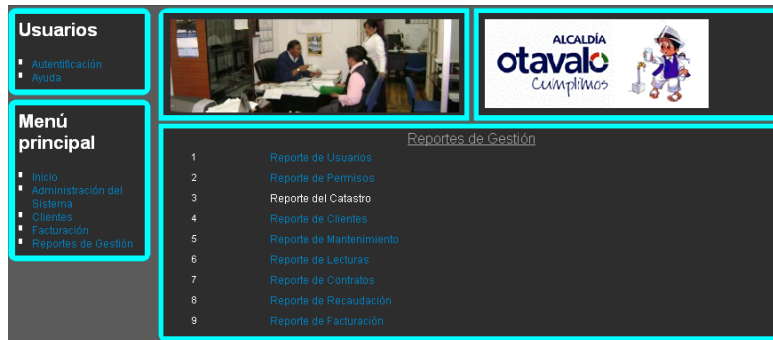 Usuarios
Autentificación
Ayuda
Menú
principal
Inicio
Administración del
Sistema
Clientes
Facturación
Reportes de Gestión
ALCALDÍA
otavalo
Cumplimos
Reportes de Gestión
1 Reporte de Usuarios
2 Reporte de Permisos
3 Reporte del Catastro
4 Reporte de Clientes
5 Reporte de Mantenimiento
6 Reporte de Lecturas
7 Reporte de Contratos
8 Reporte de Recaudación
9 Reporte de Facturación